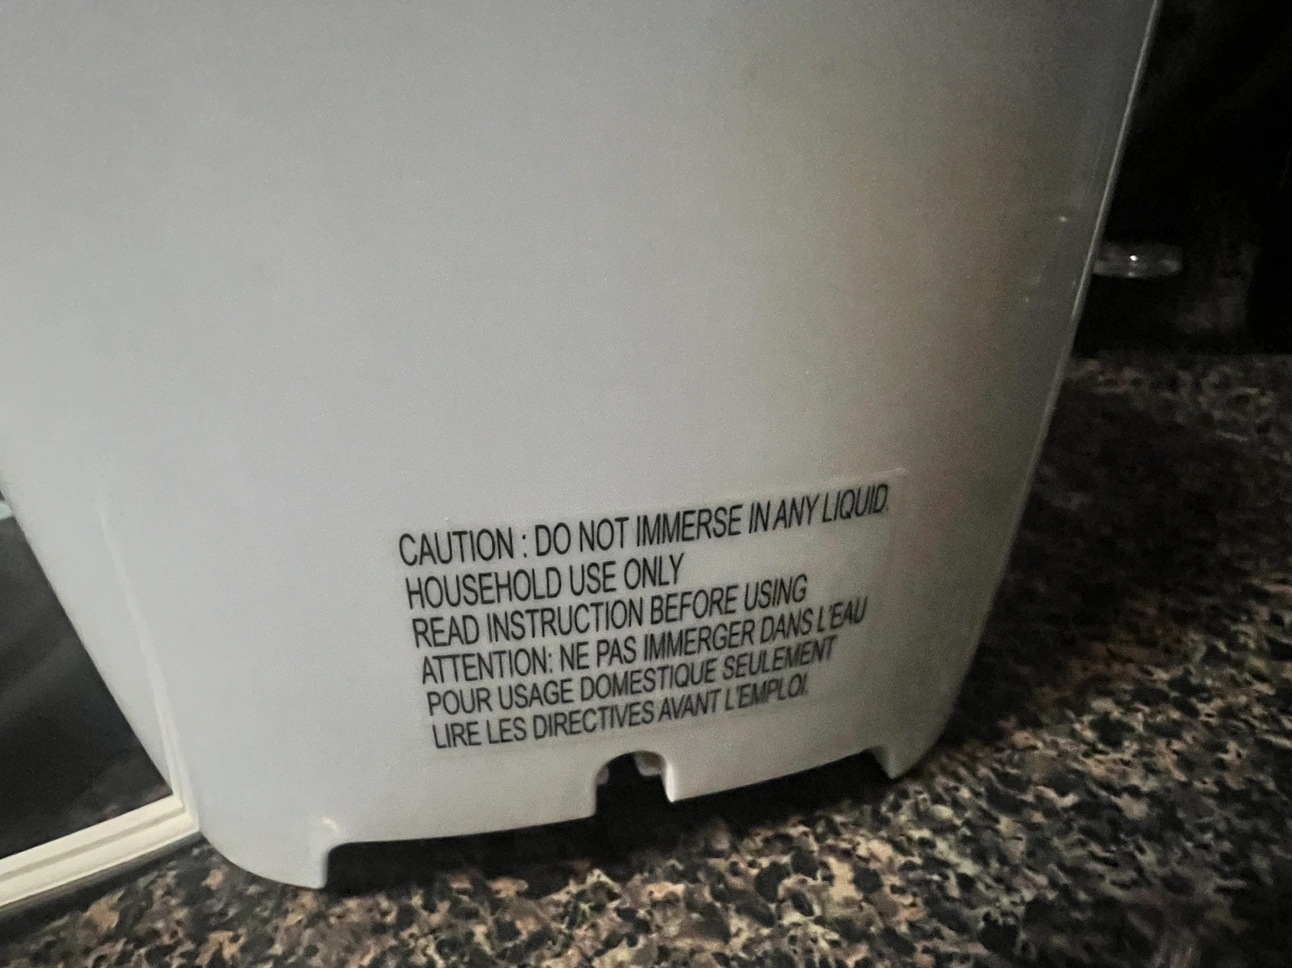 CAUTION : DO NOT IMMERSE IN ANY LIQUID.
HOUSEHOLD USE ONLY
READ INSTRUCTION BEFORE USING
ATTENTION: NE PAS IMMERGER DANS L'EAU
POUR USAGE DOMESTIQUE SEULEMENT
LIRE LES DIRECTIVES AVANT L'EMPLOI.